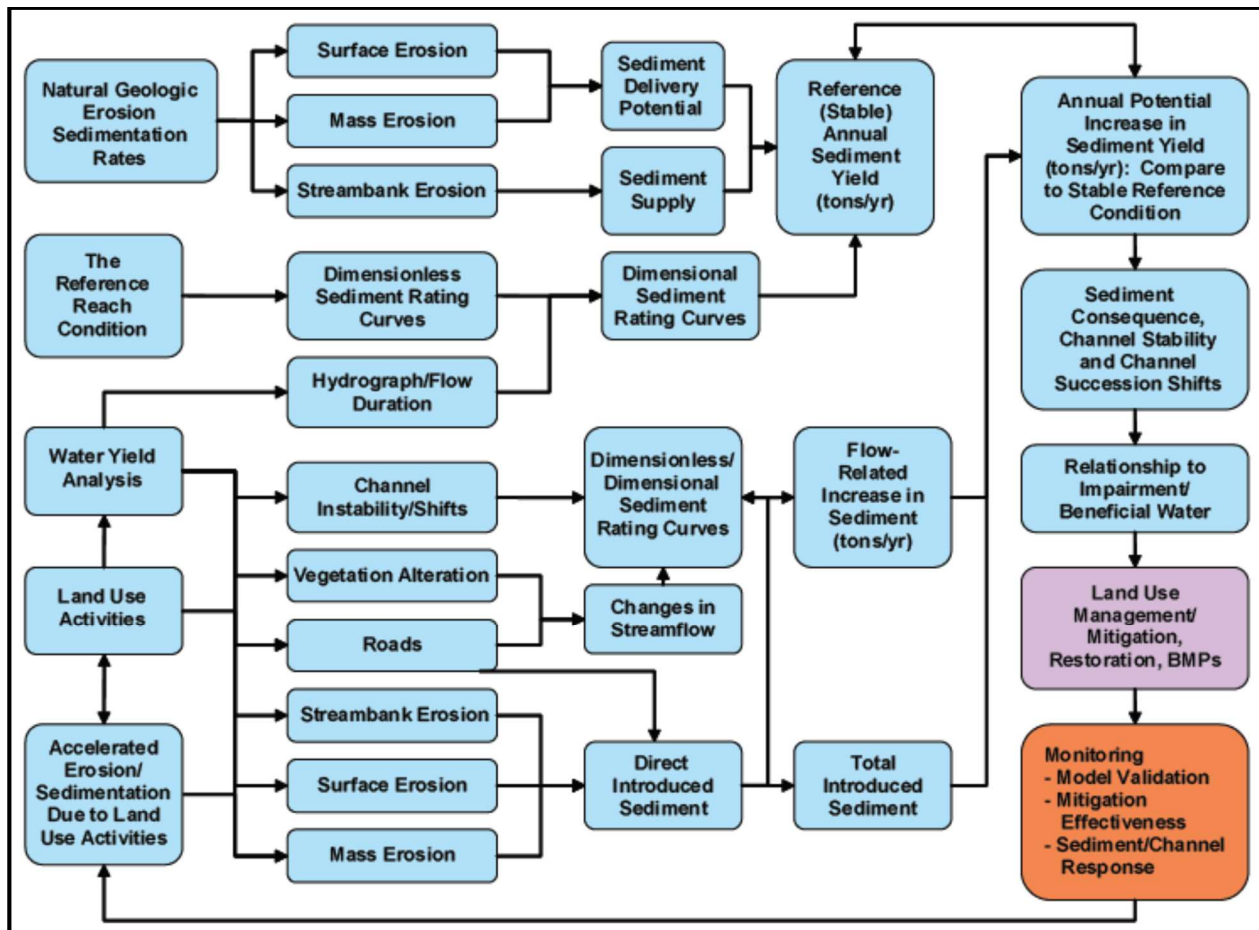 Natural Geologic
Erosion
Sedimentation
Rates
Surface Erosion
Mass Erosion
Streambank Erosion
Sediment
Delivery
Potential
Sediment
Supply
Reference
(Stable)
Annual
Sediment
Yield
(tons/yr)
Annual Potential
Increase in
Sediment Yield
(tons/yr): Compare
to Stable Reference
Condition
The
Reference
Reach
Condition
Dimensionless
Sediment Rating
Curves
Dimensional
Sediment
Rating Curves
Sediment
Consequence,
Channel Stability
and Channel
Succession Shifts
Hydrograph/Flow
Duration
Water Yield
Analysis
Channel
Instability/Shifts
Dimensionless/
Dimensional
Sediment
Rating Curves
Flow-
Related
Increase in
Sediment
(tons/yr)
Relationship to
Impairment/
Beneficial Water
Land Use
Activities
Vegetation Alteration
Roads
Changes in
Streamflow
Land Use
Management/
Mitigation,
Restoration, BMPs
Accelerated
Erosion/
Sedimentation
Due to Land
Use Activities
Streambank Erosion
Surface Erosion
Mass Erosion
Direct
Introduced
Sediment
Total
Introduced
Sediment
Monitoring
- Model Validation
- Mitigation
Effectiveness
- Sediment/Channel
Response